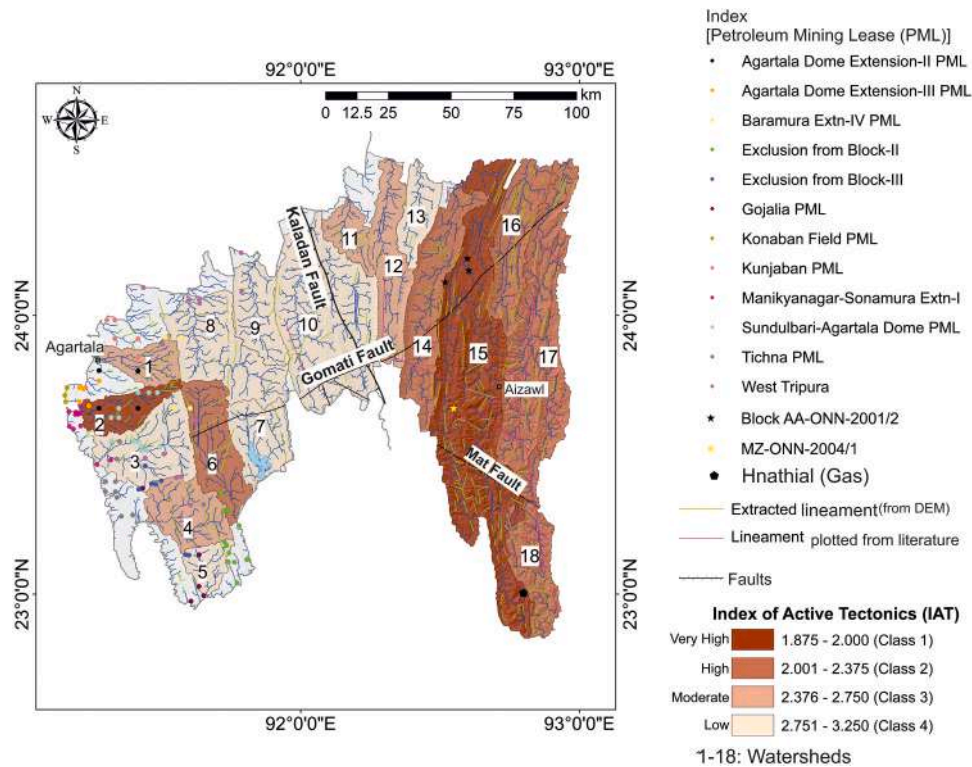 92°0'0"E
93°0'0"E
N
W
E
S
km
0
12.5
25
50
75
100
24°0'0"N
23°0'0"N
24°0'0"N
23°0'0"N
92°0'0"E
93°0'0"E
Kaladan Fault
Gomati Fault
Mat Fault
Agartala
Aizawl
1
2
3
4
5
6
7
8
9
10
11
12
13
14
15
16
17
18
Index
[Petroleum Mining Lease (PML)]
Agartala Dome Extension-II PML
Agartala Dome Extension-III PML
Baramura Extn-IV PML
Exclusion from Block-II
Exclusion from Block-III
Gojalia PML
Konaban Field PML
Kunjaban PML
Manikyanagar-Sonamura Extn-I
Sundulbari-Agartala Dome PML
Tichna PML
West Tripura
Block AA-ONN-2001/2
MZ-ONN-2004/1
Hnathial (Gas)
Extracted lineament (from DEM)
Lineament plotted from literature
Faults
Index of Active Tectonics (IAT)
Very High 1.875 - 2.000 (Class 1)
High 2.001 - 2.375 (Class 2)
Moderate 2.376 - 2.750 (Class 3)
Low 2.751 - 3.250 (Class 4)
1-18: Watersheds